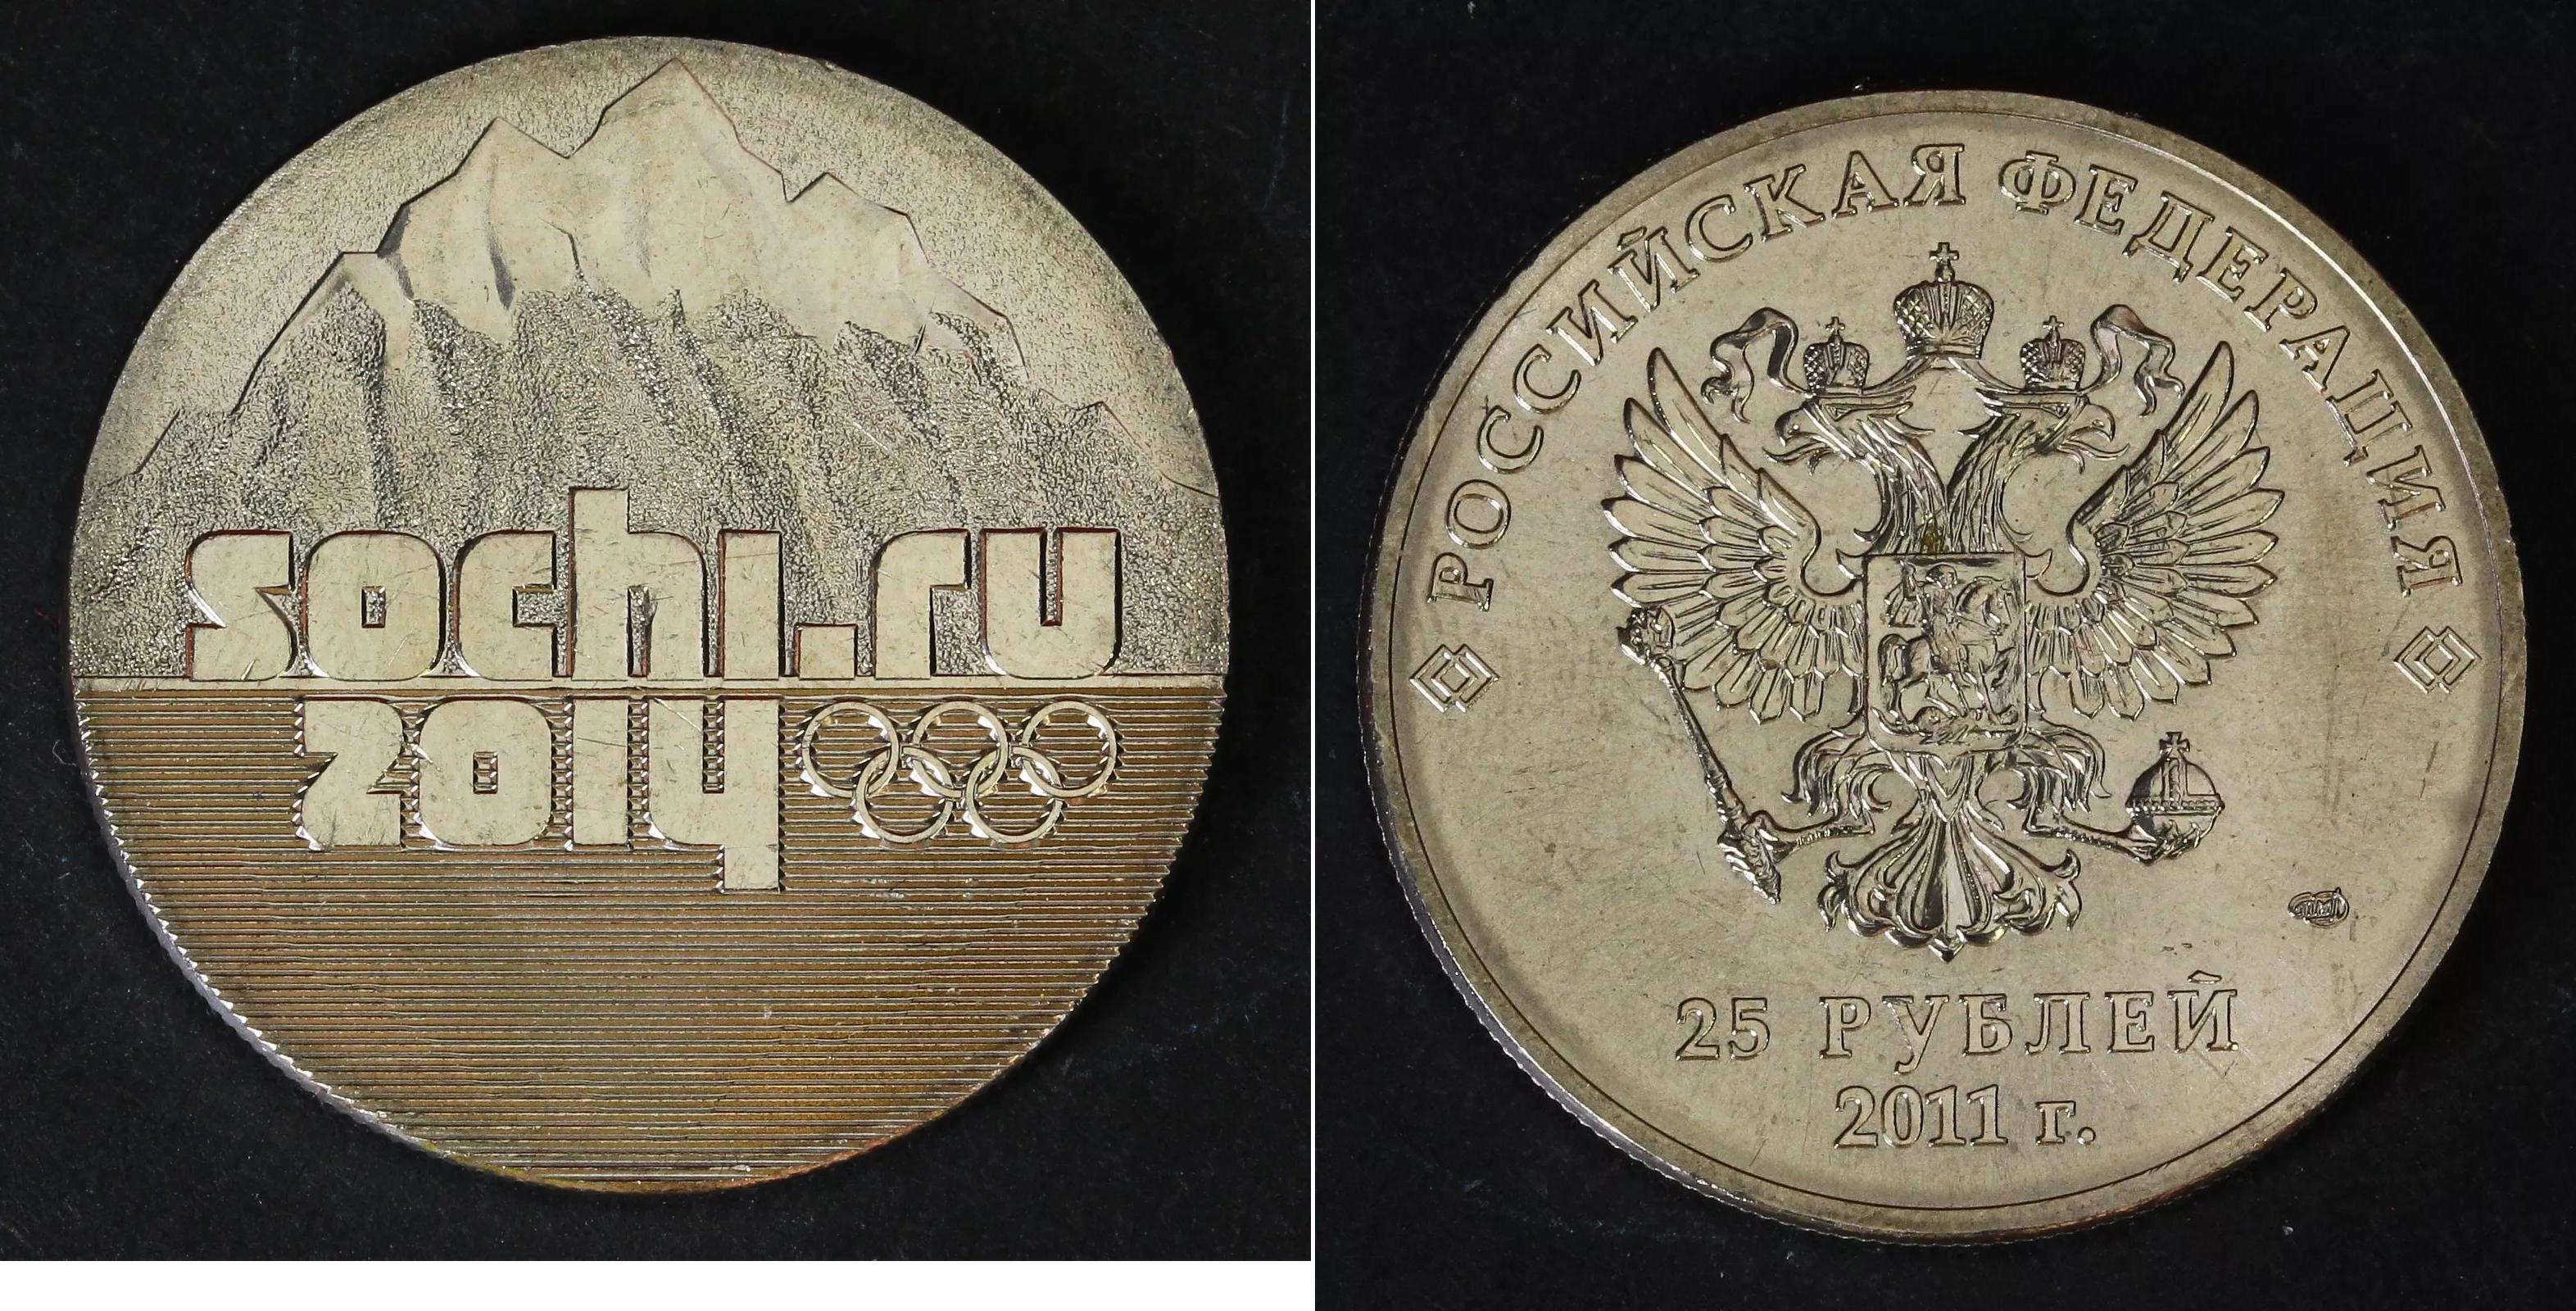 sochi.ru
2014
РОССИЙСКАЯ ФЕДЕРАЦИЯ
25 РУБЛЕЙ
2011 г.